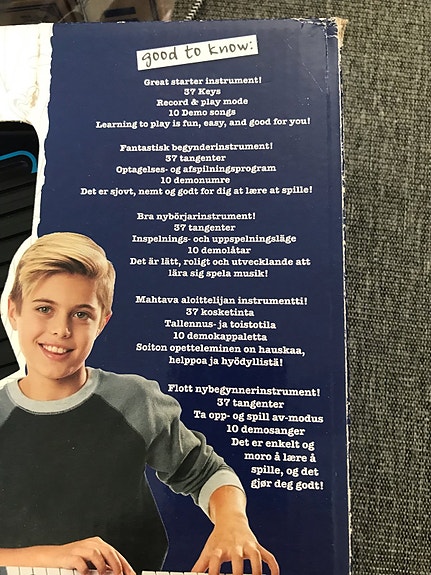 good to know:
Great starter instrument!
37 Keys
Record & play mode
10 Demo songs
Learning to play is fun, easy, and good for you!
Fantastisk begynderinstrument!
37 tangenter
Optagelses- og afspilningsprogram
10 demonumre
Det er sjovt, nemt og godt for dig at lære at spille!
Bra nybörjarinstrument!
37 tangenter
Inspelnings- och uppspelningsläge
10 demolåtar
Det är lätt, roligt och utvecklande att
lära sig spela musik!
Mahtava aloittelijan instrumentti!
37 kosketinta
Tallennus- ja toistotila
10 demokappaletta
Soiton opetteleminen on hauskaa,
helppoa ja hyödyllistä!
Flott nybegynnerinstrument!
37 tangenter
Ta opp- og spill av-modus
10 demosanger
Det er enkelt og
moro å lære å
spille, og det
gjør deg godt!